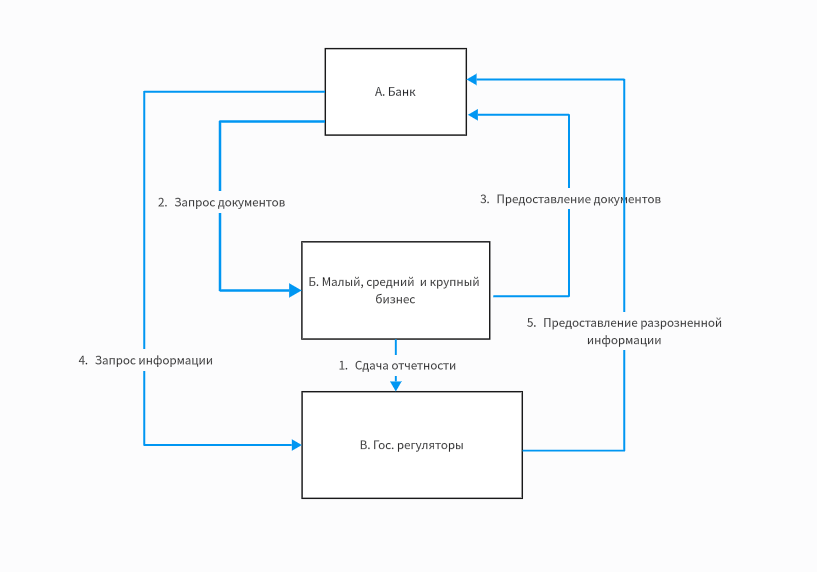 А. Банк
2. Запрос документов
3. Предоставление документов
Б. Малый, средний и крупный
бизнес
5. Предоставление разрозненной
информации
4. Запрос информации
1. Сдача отчетности
В. Гос. регуляторы